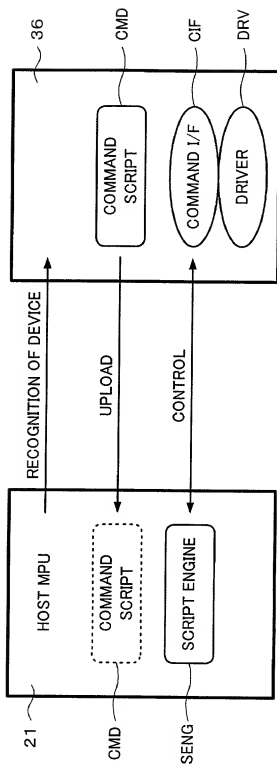 21
HOST MPU
CMD
COMMAND
SCRIPT
SENG
SCRIPT ENGINE
RECOGNITION OF DEVICE
UPLOAD
CONTROL
36
COMMAND
SCRIPT
CMD
COMMAND I/F
CIF
DRIVER
DRV